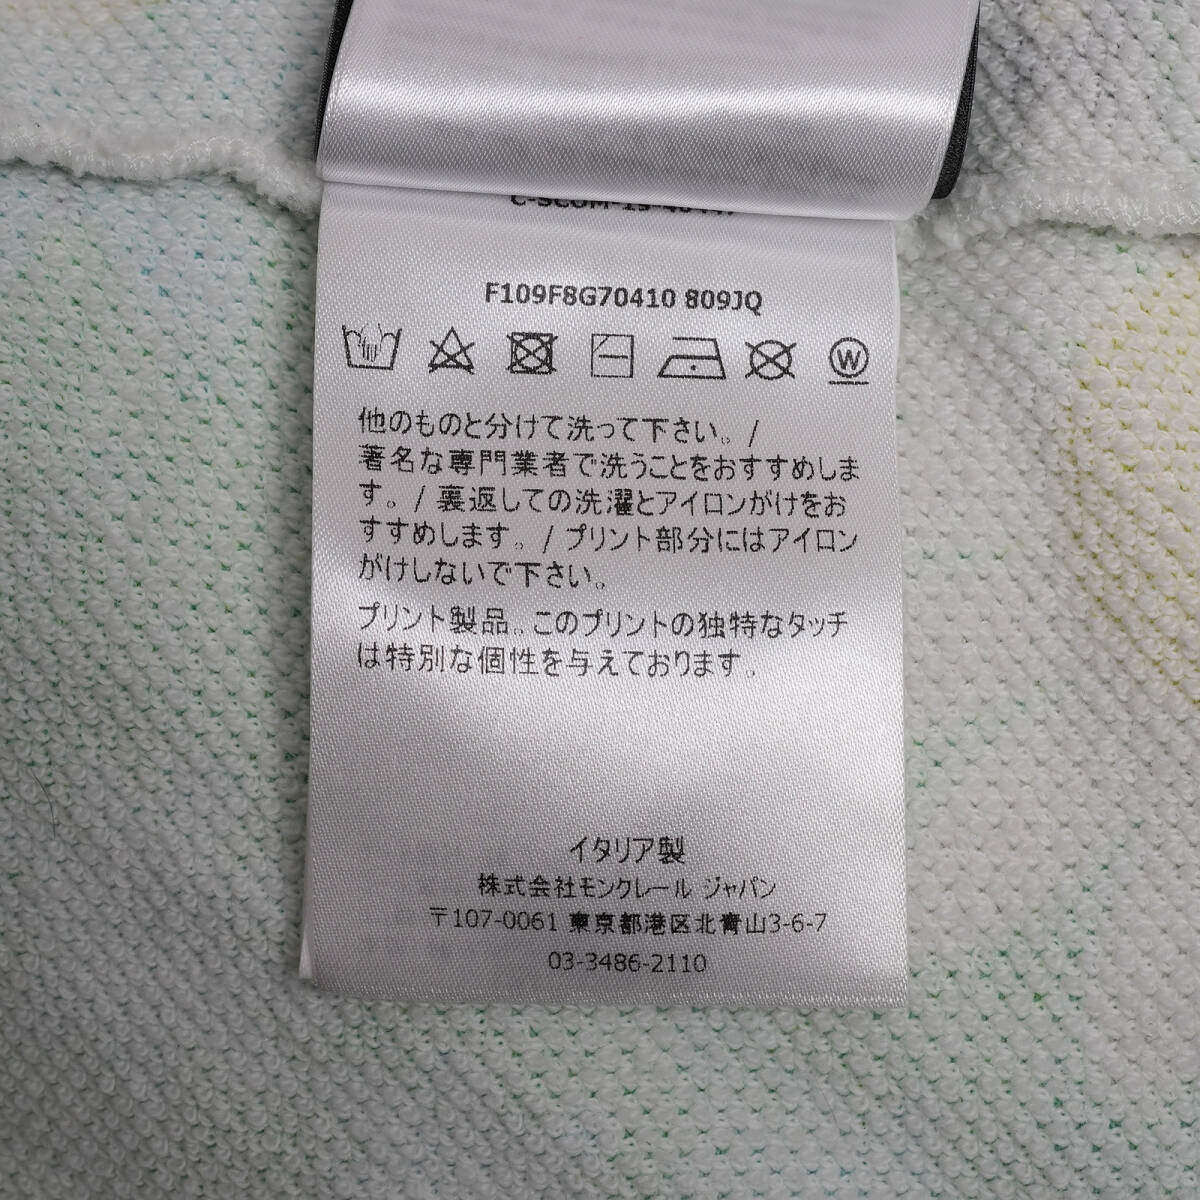 F109F8G70410 809JQ
W
他のものと分けて洗って下さい。/
著名な専門業者で洗うことをおすすめしま
す。/ 裏返しての洗濯とアイロンがけをお
すすめします。/ プリント部分にはアイロン
がけしないで下さい。
プリント製品。このプリントの独特なタッチ
は特別な個性を与えております。
イタリア製
株式会社モンクレール ジャパン
〒107-0061 東京都港区北青山3-6-7
03-3486-2110